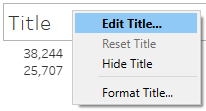 Title
Edit Title...
Reset Title
38,244
Hide Title
25,707
Format Title...